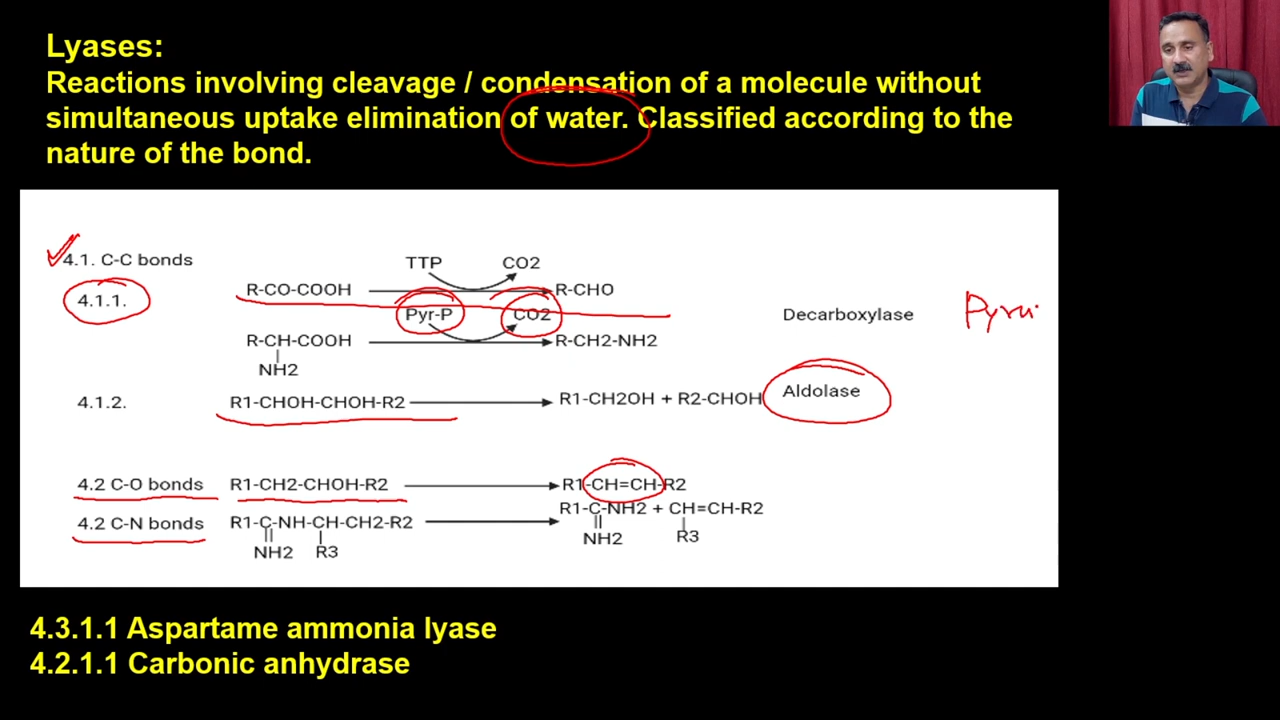 Lyases:
Reactions involving cleavage / condensation of a molecule without
simultaneous uptake elimination of water. Classified according to the
nature of the bond.
4.1. C-C bonds
TTP CO2
4.1.1. R-CO-COOH R-CHO
Pyr-P CO2 Decarboxylase Pyru
R-CH-COOH R-CH2-NH2
NH2
4.1.2. R1-CHOH-CHOH-R2 R1-CH2OH + R2-CHOH Aldolase
4.2 C-O bonds R1-CH2-CHOH-R2 R1-CH=CH-R2
4.2 C-N bonds R1-C-NH-CH-CH2-R2 R1-C-NH2 + CH=CH-R2
NH2 R3 NH2 R3
4.3.1.1 Aspartame ammonia lyase
4.2.1.1 Carbonic anhydrase